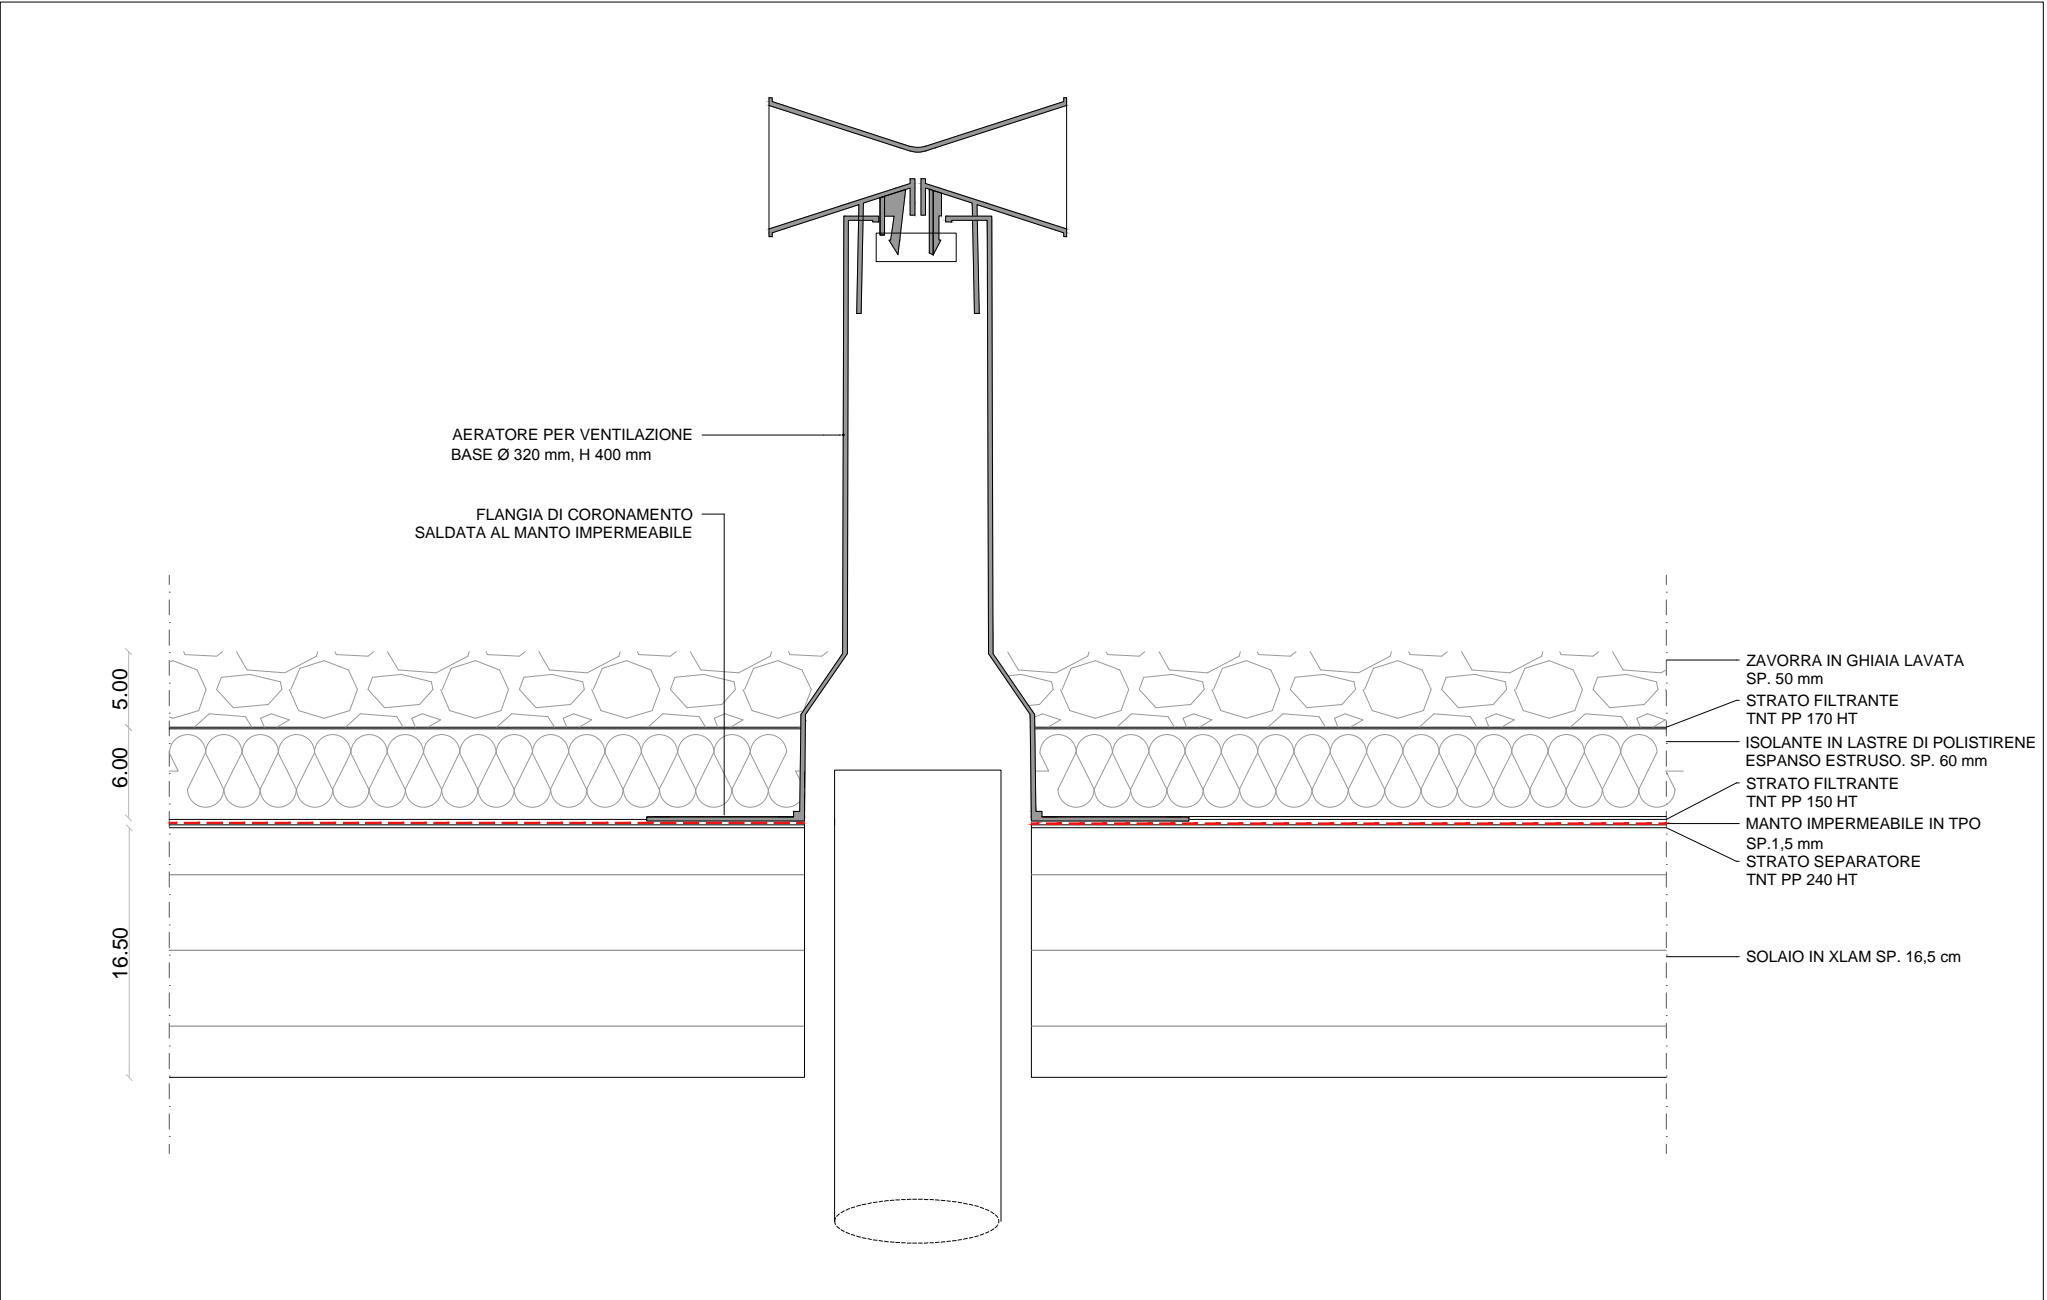 AERATORE PER VENTILAZIONE
BASE Ø 320 mm, H 400 mm
FLANGIA DI CORONAMENTO
SALDATA AL MANTO IMPERMEABILE
5.00
6.00
16.50
ZAVORRA IN GHIAIA LAVATA
SP. 50 mm
STRATO FILTRANTE
TNT PP 170 HT
ISOLANTE IN LASTRE DI POLISTIRENE
ESPANSO ESTRUSO. SP. 60 mm
STRATO FILTRANTE
TNT PP 150 HT
MANTO IMPERMEABILE IN TPO
SP.1,5 mm
STRATO SEPARATORE
TNT PP 240 HT
SOLAIO IN XLAM SP. 16,5 cm